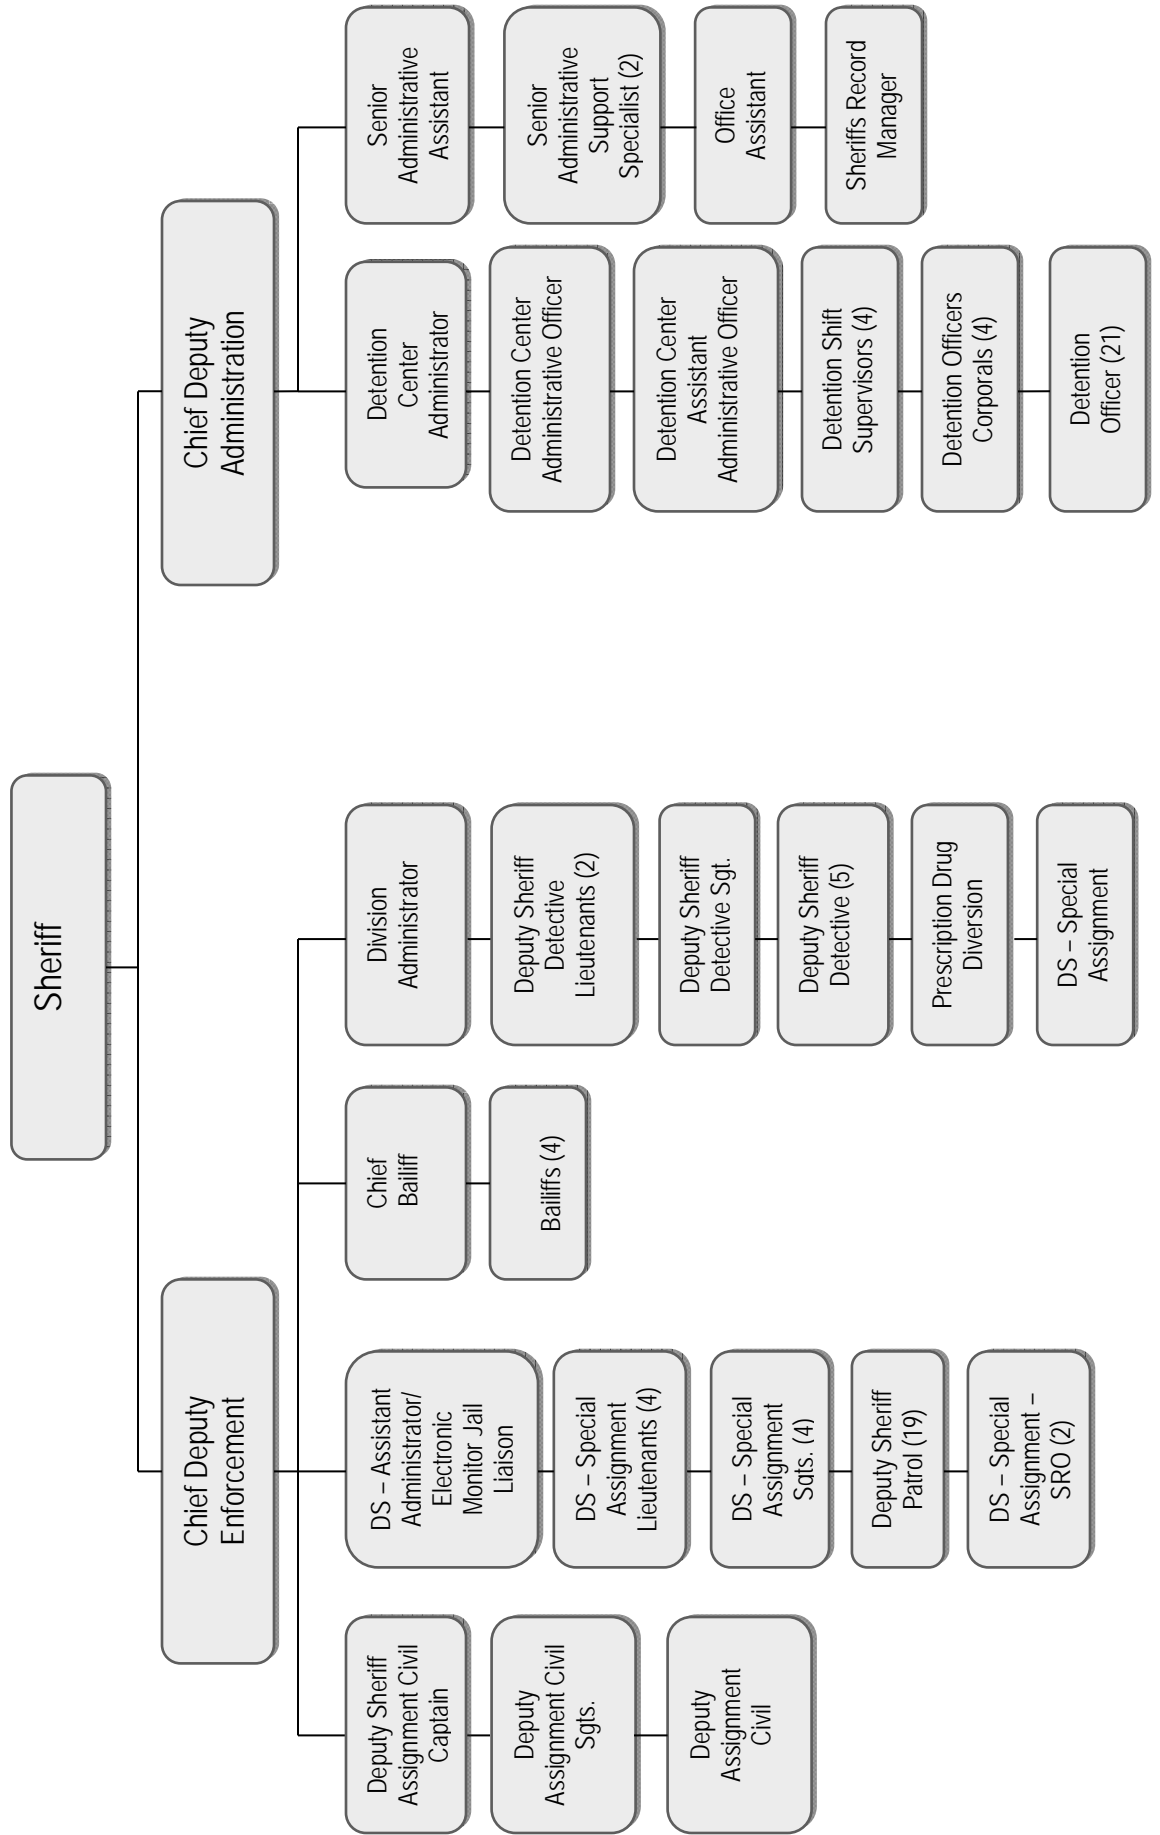 Sheriff
Chief Deputy
Enforcement
Chief Deputy
Administration
Deputy Sheriff
Assignment Civil
Captain
Deputy
Assignment Civil
Sgts.
Deputy
Assignment
Civil
DS – Assistant
Administrator/
Electronic
Monitor Jail
Liaison
DS – Special
Assignment
Lieutenants (4)
DS – Special
Assignment
Sgts. (4)
Deputy Sheriff
Patrol (19)
DS – Special
Assignment –
SRO (2)
Chief
Bailiff
Bailiffs (4)
Division
Administrator
Deputy Sheriff
Detective
Lieutenants (2)
Deputy Sheriff
Detective Sgt.
Deputy Sheriff
Detective (5)
Prescription Drug
Diversion
DS – Special
Assignment
Detention
Center
Administrator
Detention Center
Administrative Officer
Detention Center
Assistant
Administrative Officer
Detention Shift
Supervisors (4)
Detention Officers
Corporals (4)
Detention
Officer (21)
Senior
Administrative
Assistant
Senior
Administrative
Support
Specialist (2)
Office
Assistant
Sheriffs Record
Manager